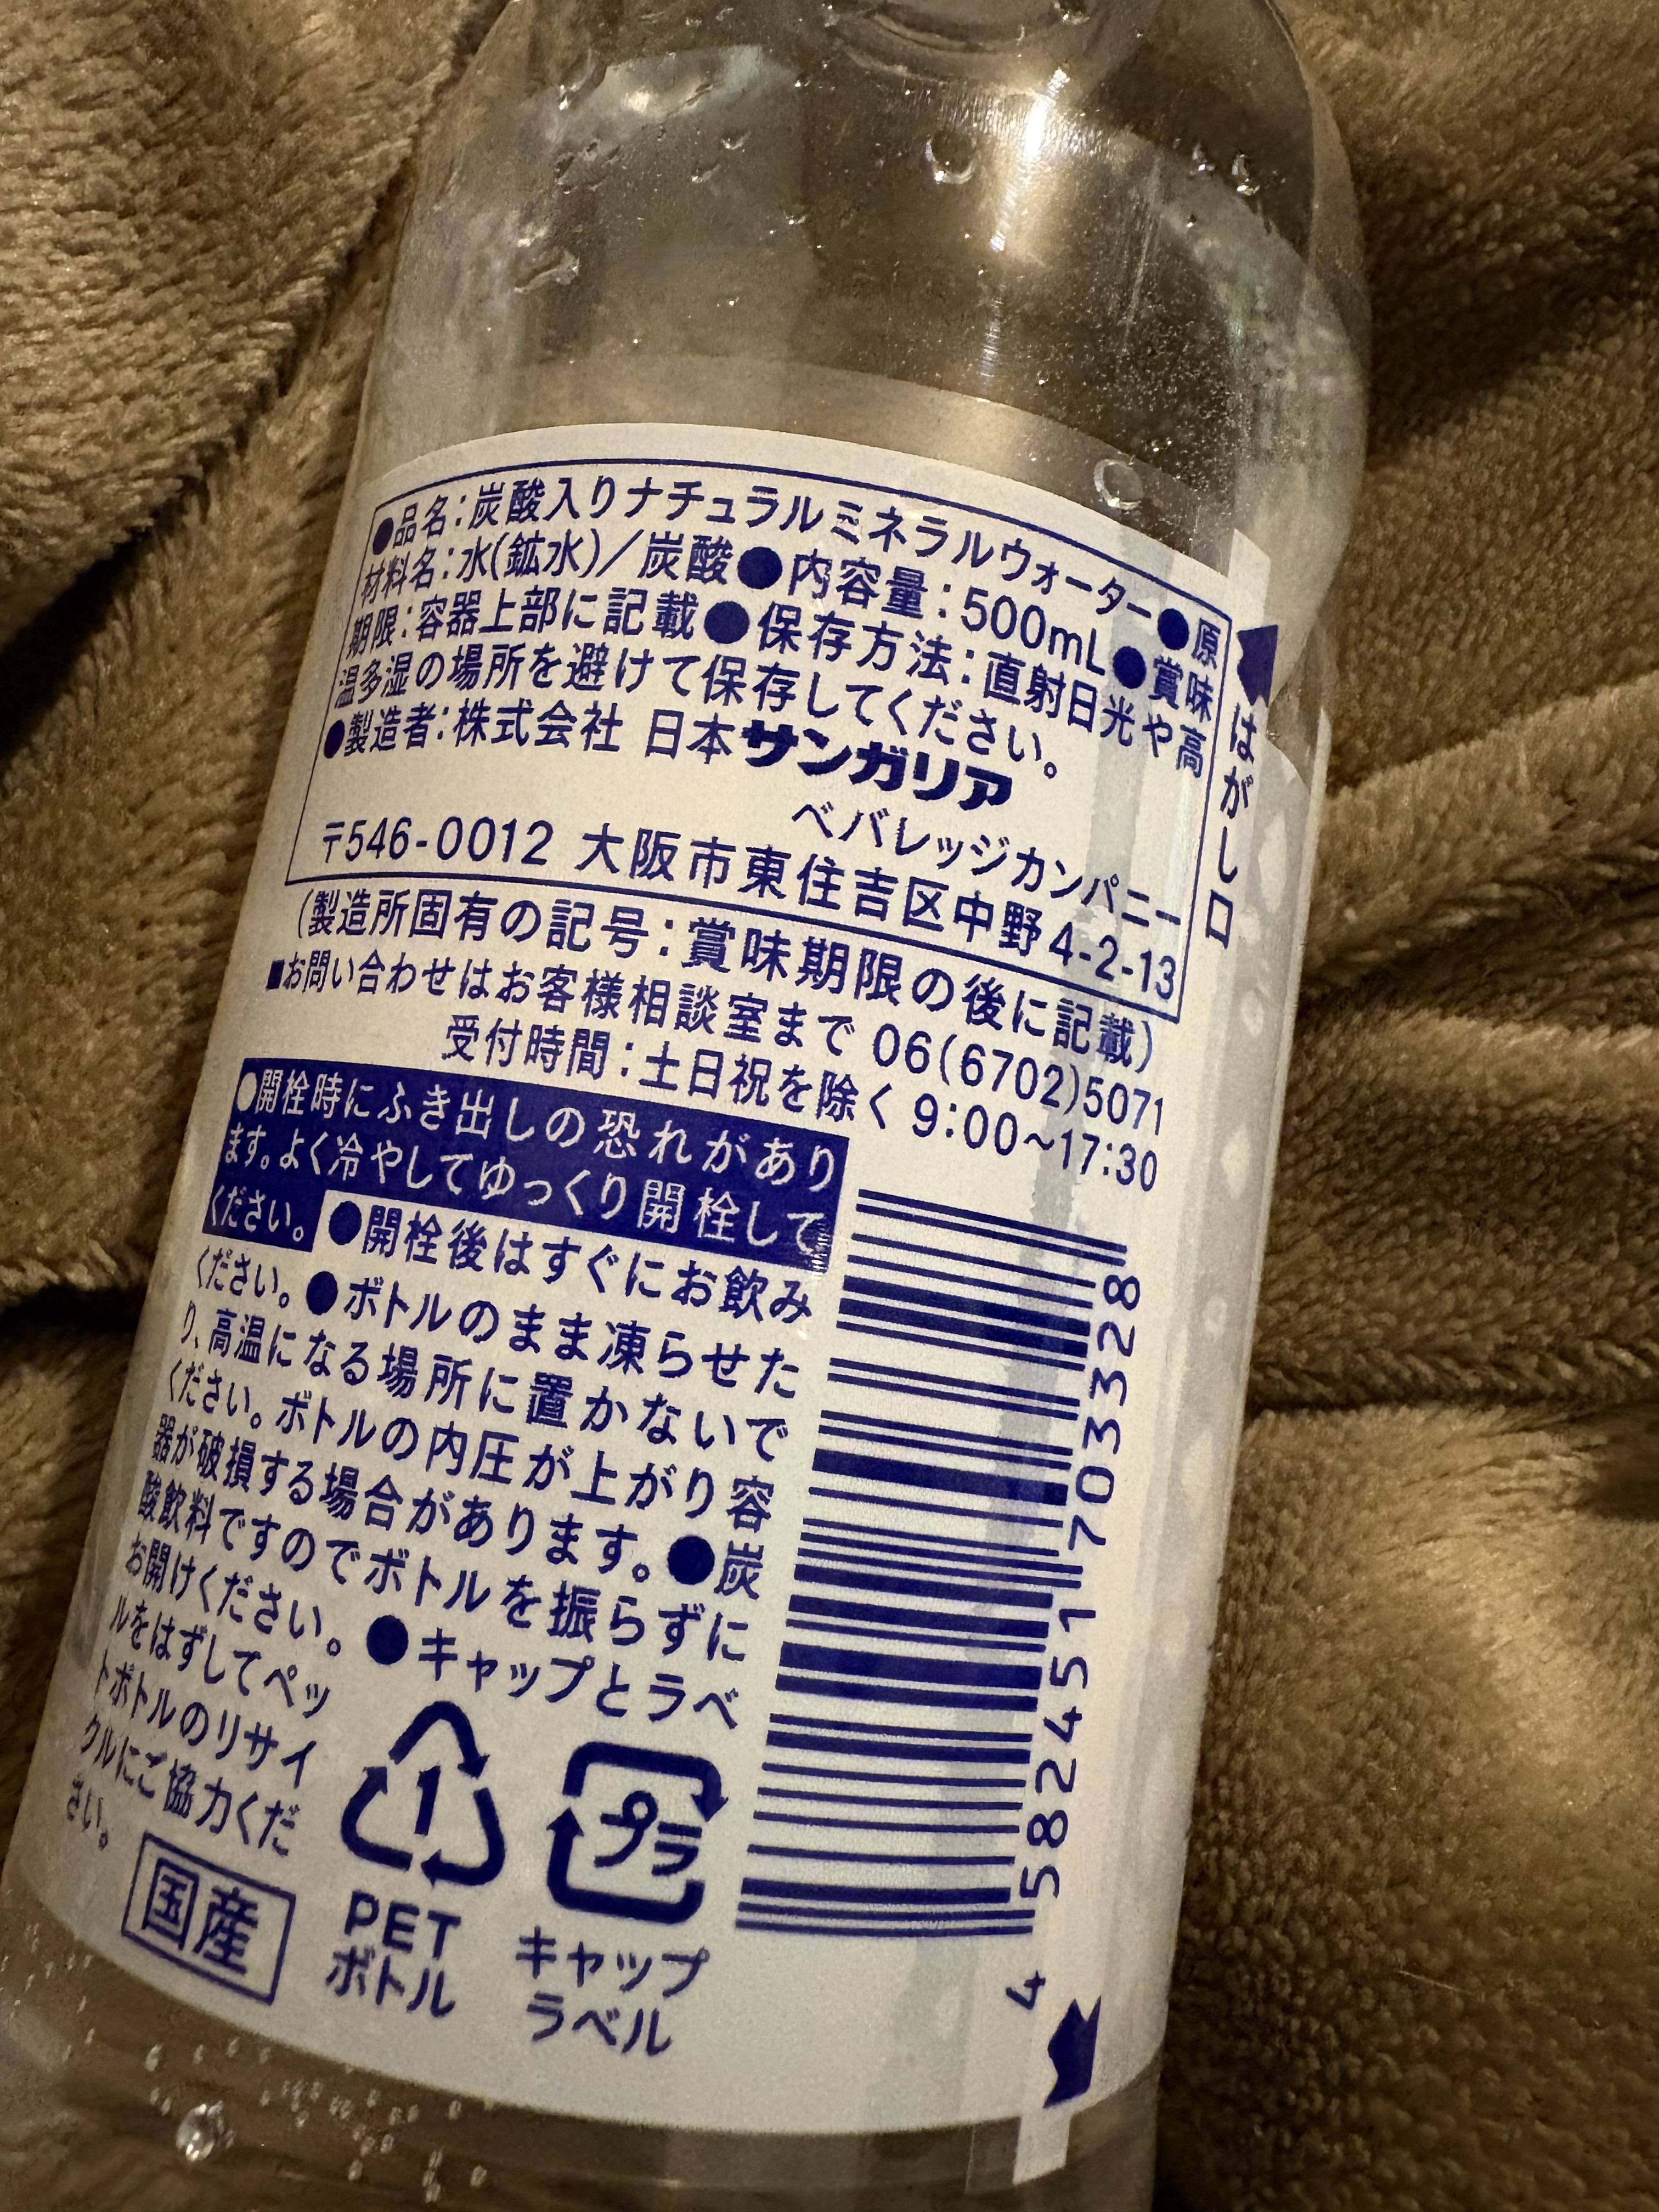 ●品名：炭酸入りナチュラルミネラルウォーター●原
材料名：水(鉱水)／炭酸●内容量：500mL●賞味
期限：容器上部に記載●保存方法：直射日光や高
温多湿の場所を避けて保存してください。
●製造者：株式会社 日本サンガリア
ベバレッジカンパニー
〒546-0012 大阪市東住吉区中野4-2-13
(製造所固有の記号：賞味期限の後に記載)
■お問い合わせはお客様相談室まで 06(6702)5071
受付時間：土日祝を除く 9:00〜17:30
はがし口
●開栓時にふき出しの恐れがあり
ます。よく冷やしてゆっくり開栓して
ください。●開栓後はすぐにお飲み
ください。●ボトルのまま凍らせた
り、高温になる場所に置かないで
ください。ボトルの内圧が上がり容
器が破損する場合があります。●炭
酸飲料ですのでボトルを振らずに
お開けください。●キャップとラベ
ルをはずしてペッ
トボトルのリサイ
クルにご協力くだ
さい。
国産
1
PET
ボトル
プラ
キャップ
ラベル
4 582451 703328